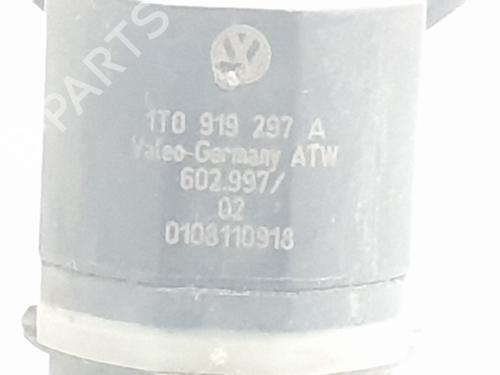 PARTS
1T0 919 297 A
Valeo-Germany ATW
602.997/
02
0108110918